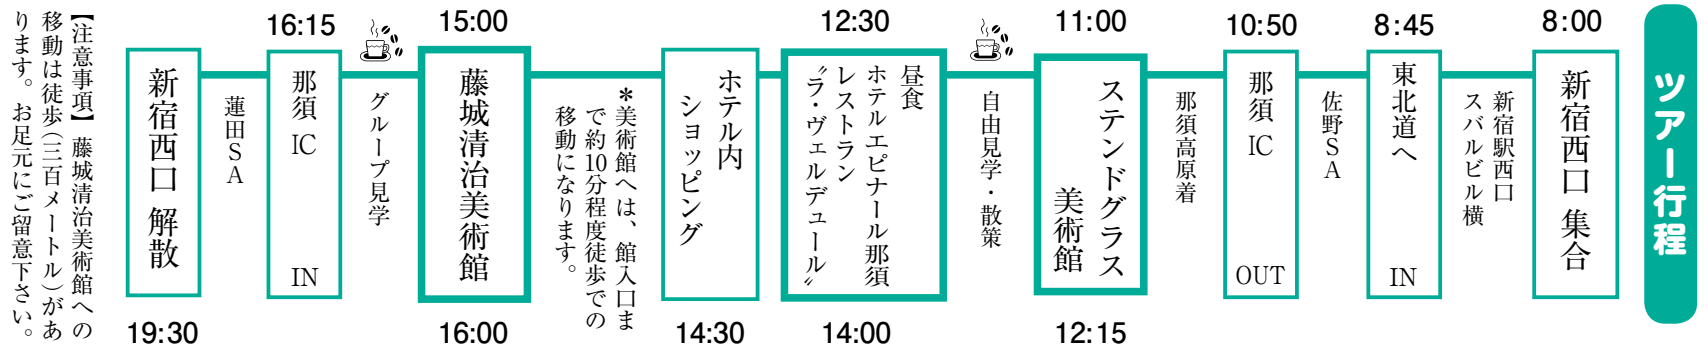 ツアー行程
8:00
新宿西口 集合
新宿駅西口
スバルビル横
8:45
東北道へ
IN
佐野SA
10:50
那須 IC
OUT
那須高原着
11:00
ステンドグラス
美術館
12:15
自由見学・散策
12:30
昼食
ホテルエピナール那須
レストラン
〝ラ・ヴェルデュール〟
14:00
ホテル内
ショッピング
14:30
＊美術館へは、館入口ま
で約10分程度徒歩での
移動になります。
15:00
藤城清治美術館
16:00
グループ見学
16:15
那須 IC
IN
蓮田SA
新宿西口 解散
19:30
【注意事項】 藤城清治美術館への
移動は徒歩（三百メートル）があ
ります。 お足元にご留意下さい。